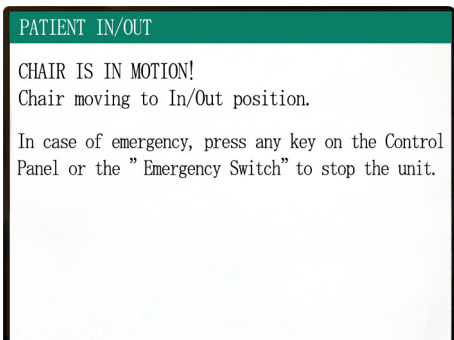 PATIENT IN/OUT
CHAIR IS IN MOTION!
Chair moving to In/Out position.
In case of emergency, press any key on the Control
Panel or the ” Emergency Switch” to stop the unit.